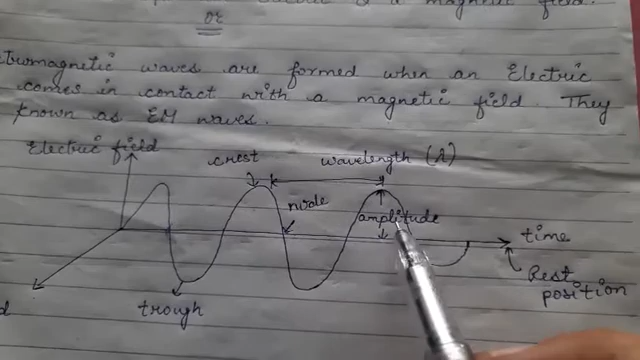 or
tromagnetic waves are formed when an Electric
comes in contact with a magnetic field. They
known as EM waves.
Electric field
crest
wavelength (λ)
node
amplitude
time
Rest
position
trough
d